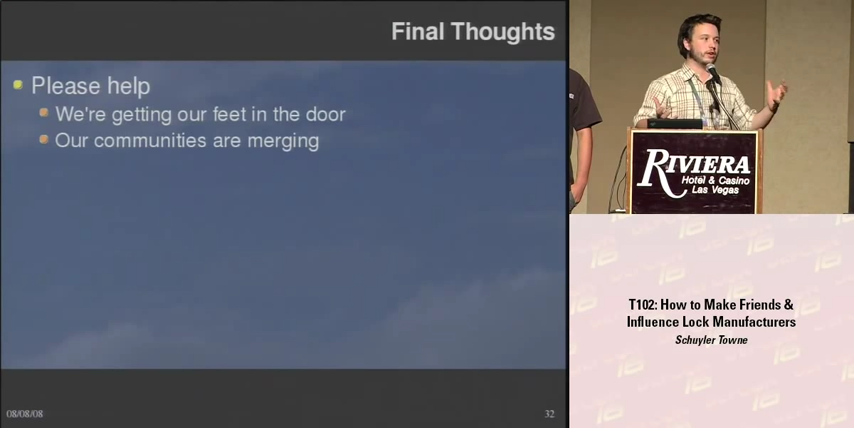 Final Thoughts
Please help
We're getting our feet in the door
Our communities are merging
08/08/08
32
RIVIERA
Hotel & Casino
Las Vegas
T102: How to Make Friends &
Influence Lock Manufacturers
Schuyler Towne